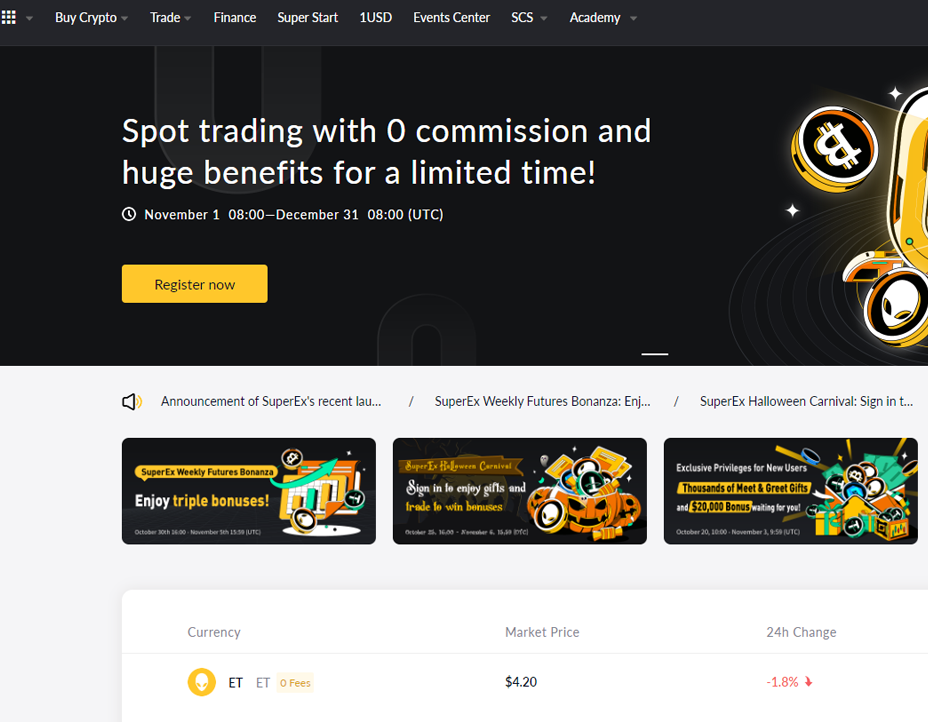 Buy Crypto Trade Finance Super Start 1USD Events Center SCS Academy
Spot trading with 0 commission and
huge benefits for a limited time!
November 1 08:00—December 31 08:00 (UTC)
Register now
Announcement of SuperEx's recent lau... / SuperEx Weekly Futures Bonanza: Enj... / SuperEx Halloween Carnival: Sign in t...
SuperEx Weekly Futures Bonanza
Enjoy triple bonuses!
October 30th 16:00 - November 5th 15:59 (UTC)
SuperEx Halloween Carnival
Sign in to enjoy gifts and
trade to win bonuses
October 25, 16:00 - November 6, 15:59 (UTC)
Exclusive Privileges for New Users
Thousands of Meet & Greet Gifts
and $20,000 Bonus waiting for you!
October 20, 10:00 - November 3, 9:59 (UTC)
Currency Market Price 24h Change
ET ET 0 Fees $4.20 -1.8%